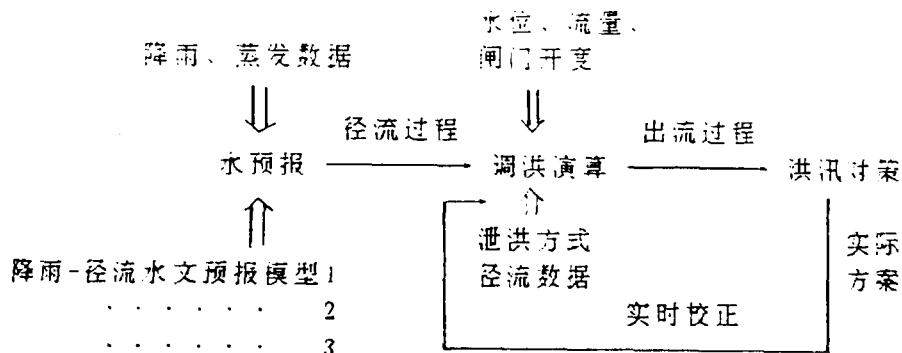 水位、流量、
降雨、蒸发数据
闸门开度
径流过程
出流过程
水预报
调洪演算
洪汛对策
泄洪方式
径流数据
实际
方案
降雨-径流水文预报模型1
· · · · · · 2
· · · · · · 3
实时校正